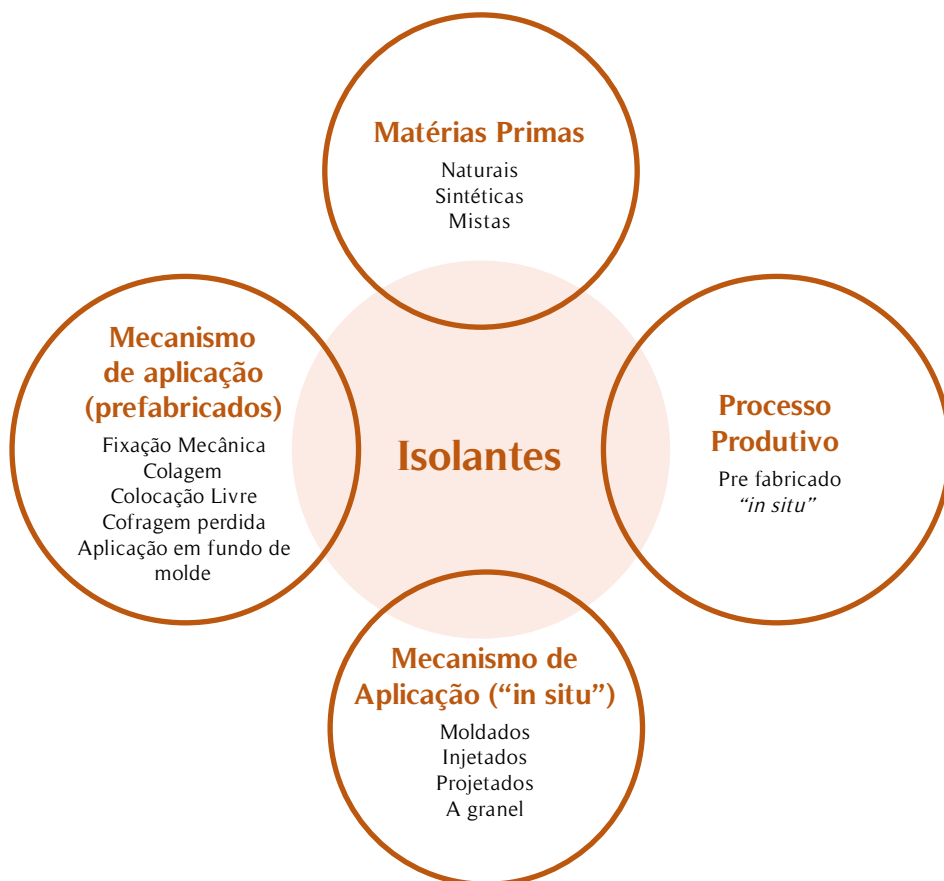 Matérias Primas
Naturais
Sintéticas
Mistas
Mecanismo
de aplicação
(prefabricados)
Fixação Mecânica
Colagem
Colocação Livre
Cofragem perdida
Aplicação em fundo de
molde
Isolantes
Processo
Produtivo
Pre fabricado
“in situ”
Mecanismo de
Aplicação (“in situ”)
Moldados
Injetados
Projetados
A granel